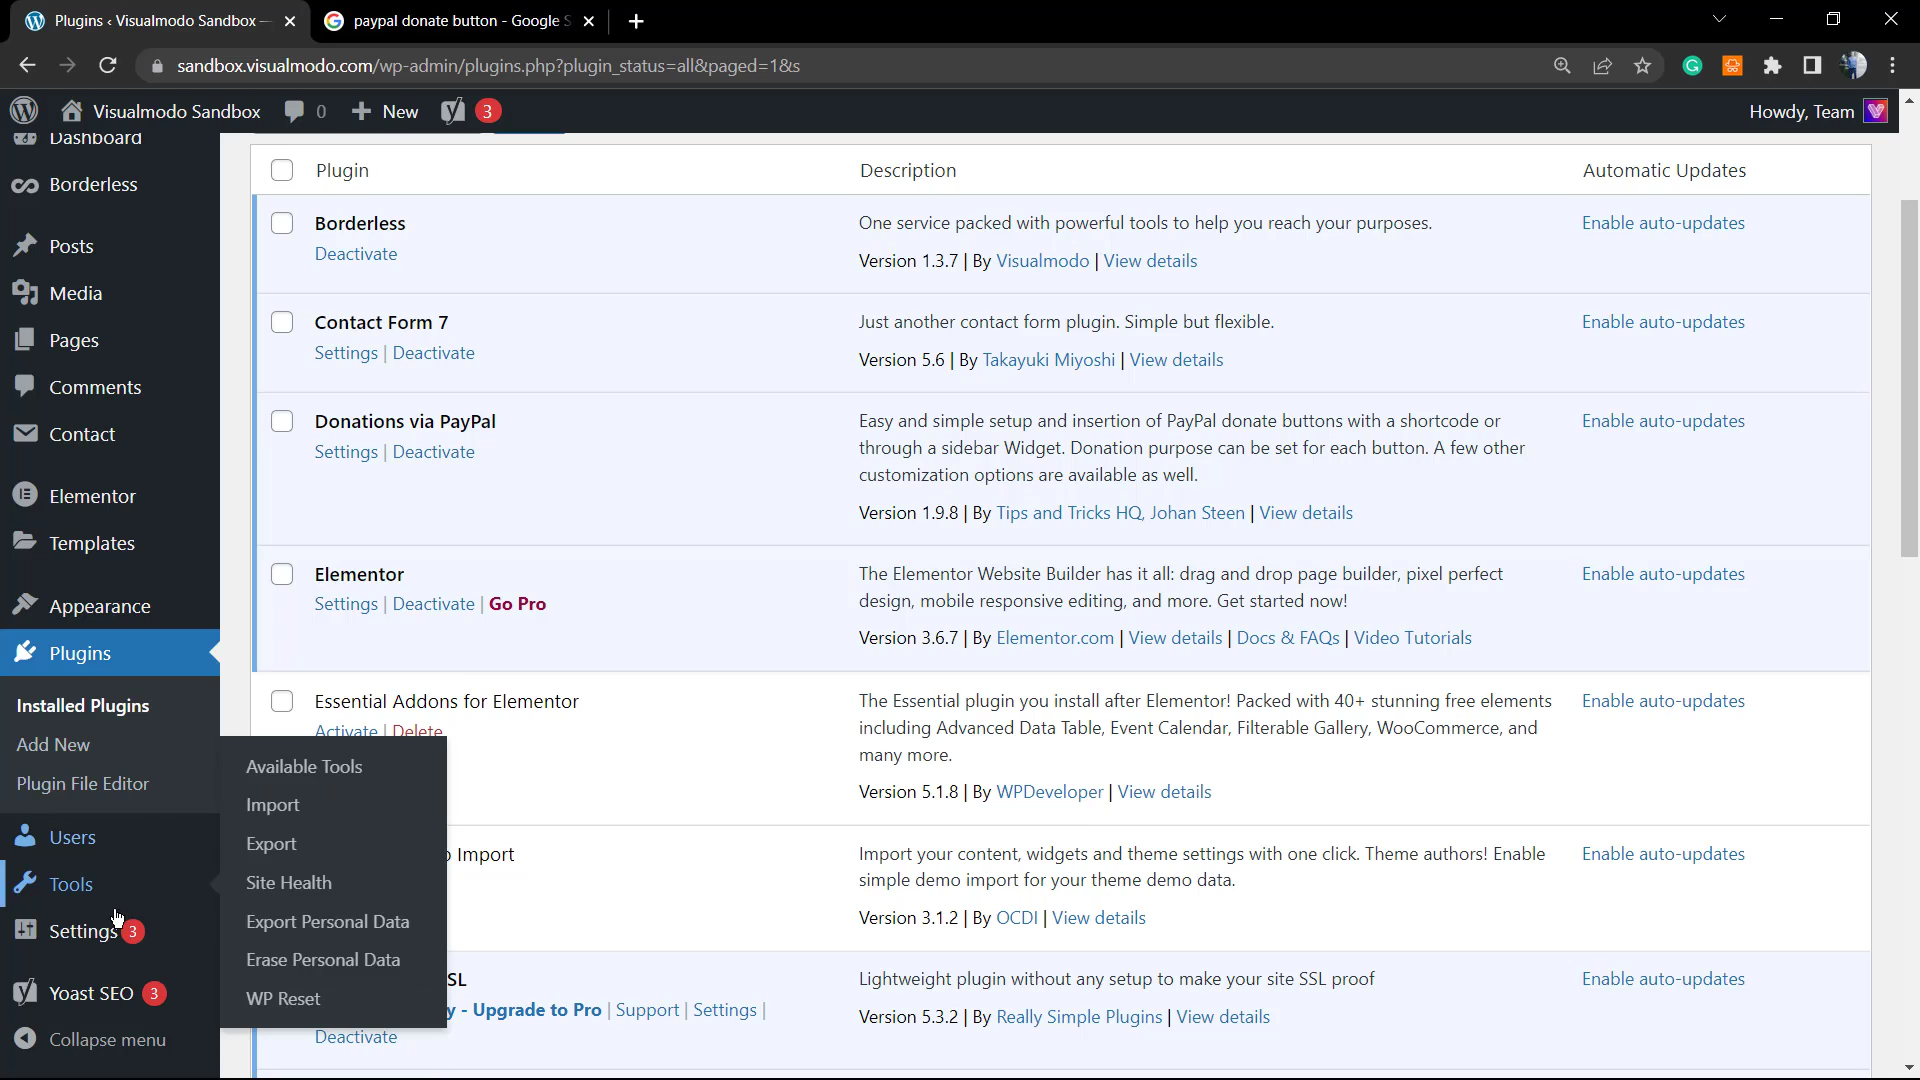 Plugins ‹ Visualmodo Sandbox —
paypal donate button - Google S
sandbox.visualmodo.com/wp-admin/plugins.php?plugin_status=all&paged=1&s
Visualmodo Sandbox 0 New 3
Howdy, Team
Dashboard
Borderless
Posts
Media
Pages
Comments
Contact
Elementor
Templates
Appearance
Plugins
Installed Plugins
Add New
Plugin File Editor
Users
Tools
Settings 3
Yoast SEO 3
Collapse menu
Available Tools
Import
Export
Site Health
Export Personal Data
Erase Personal Data
WP Reset
Plugin Description Automatic Updates
Borderless
Deactivate
One service packed with powerful tools to help you reach your purposes.
Version 1.3.7 | By Visualmodo | View details
Enable auto-updates
Contact Form 7
Settings | Deactivate
Just another contact form plugin. Simple but flexible.
Version 5.6 | By Takayuki Miyoshi | View details
Enable auto-updates
Donations via PayPal
Settings | Deactivate
Easy and simple setup and insertion of PayPal donate buttons with a shortcode or
through a sidebar Widget. Donation purpose can be set for each button. A few other
customization options are available as well.
Version 1.9.8 | By Tips and Tricks HQ, Johan Steen | View details
Enable auto-updates
Elementor
Settings | Deactivate | Go Pro
The Elementor Website Builder has it all: drag and drop page builder, pixel perfect
design, mobile responsive editing, and more. Get started now!
Version 3.6.7 | By Elementor.com | View details | Docs & FAQs | Video Tutorials
Enable auto-updates
Essential Addons for Elementor
Activate | Delete
The Essential plugin you install after Elementor! Packed with 40+ stunning free elements
including Advanced Data Table, Event Calendar, Filterable Gallery, WooCommerce, and
many more.
Version 5.1.8 | By WPDeveloper | View details
Enable auto-updates
Import
Import your content, widgets and theme settings with one click. Theme authors! Enable
simple demo import for your theme demo data.
Version 3.1.2 | By OCDI | View details
Enable auto-updates
SL
y - Upgrade to Pro | Support | Settings |
Deactivate
Lightweight plugin without any setup to make your site SSL proof
Version 5.3.2 | By Really Simple Plugins | View details
Enable auto-updates